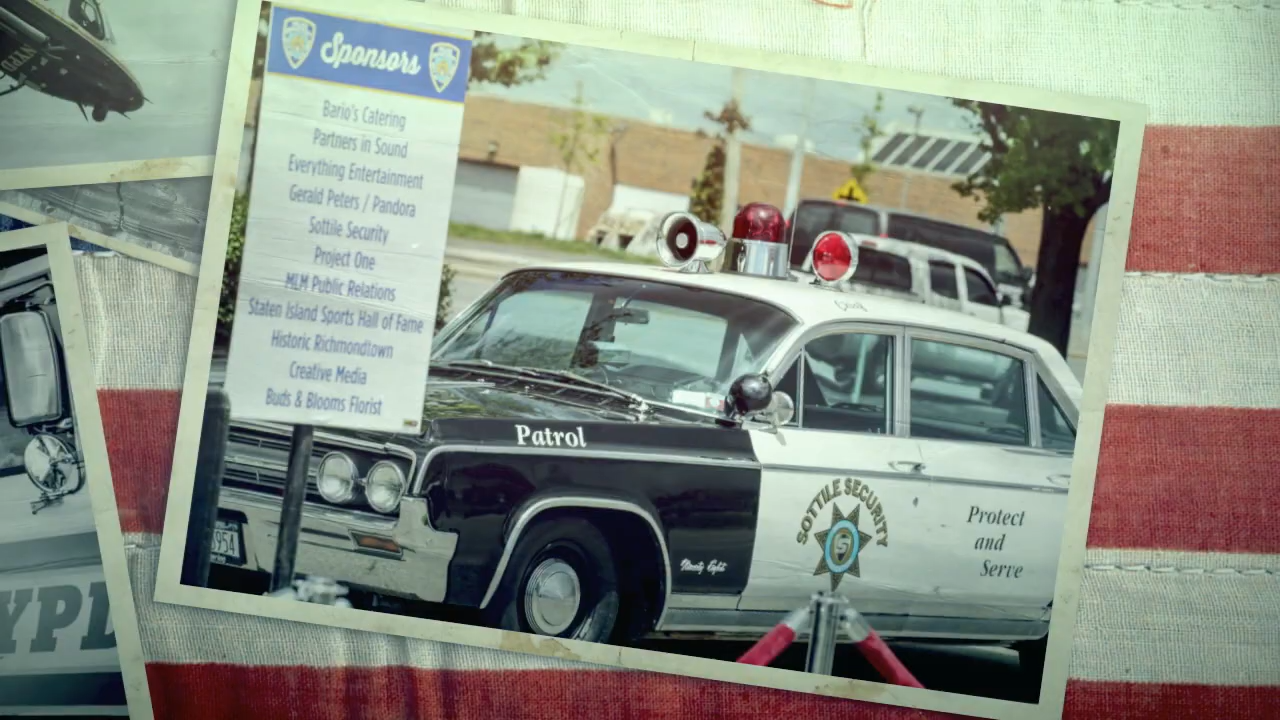 Sponsors
Bario's Catering
Partners in Sound
Everything Entertainment
Gerald Peters / Pandora
Sottile Security
Project One
MLM Public Relations
Staten Island Sports Hall of Fame
Historic Richmondtown
Creative Media
Buds & Blooms Florist
Patrol
SOTTILE SECURITY
Protect
and
Serve
Ninety Eight
954
YPD